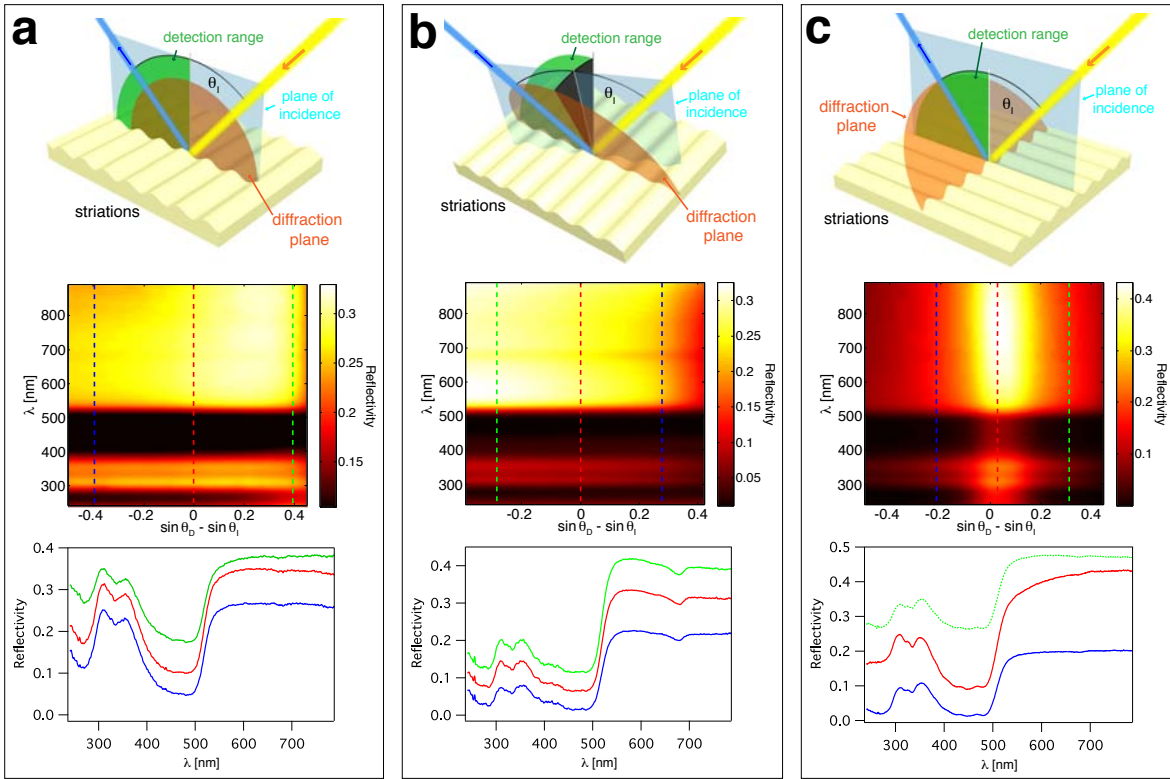 a
detection range
θI
plane of
incidence
striations
diffraction
plane
λ [nm]
800
700
600
500
400
300
-0.4
-0.2
0
0.2
0.4
sin θD - sin θI
0.3
0.25
0.2
0.15
Reflectivity
Reflectivity
0.4
0.3
0.2
0.1
0.0
300
400
500
600
700
λ [nm]
b
detection range
θI
plane of
incidence
striations
diffraction
plane
λ [nm]
800
700
600
500
400
300
-0.2
0
0.2
0.4
sin θD - sin θI
0.3
0.25
0.2
0.15
0.1
0.05
Reflectivity
Reflectivity
0.4
0.3
0.2
0.1
0.0
300
400
500
600
700
λ [nm]
c
detection range
θI
diffraction
plane
plane of
incidence
striations
λ [nm]
800
700
600
500
400
300
-0.4
-0.2
0
0.2
0.4
sin θD - sin θI
0.4
0.3
0.2
0.1
Reflectivity
Reflectivity
0.5
0.4
0.3
0.2
0.1
0.0
300
400
500
600
700
λ [nm]